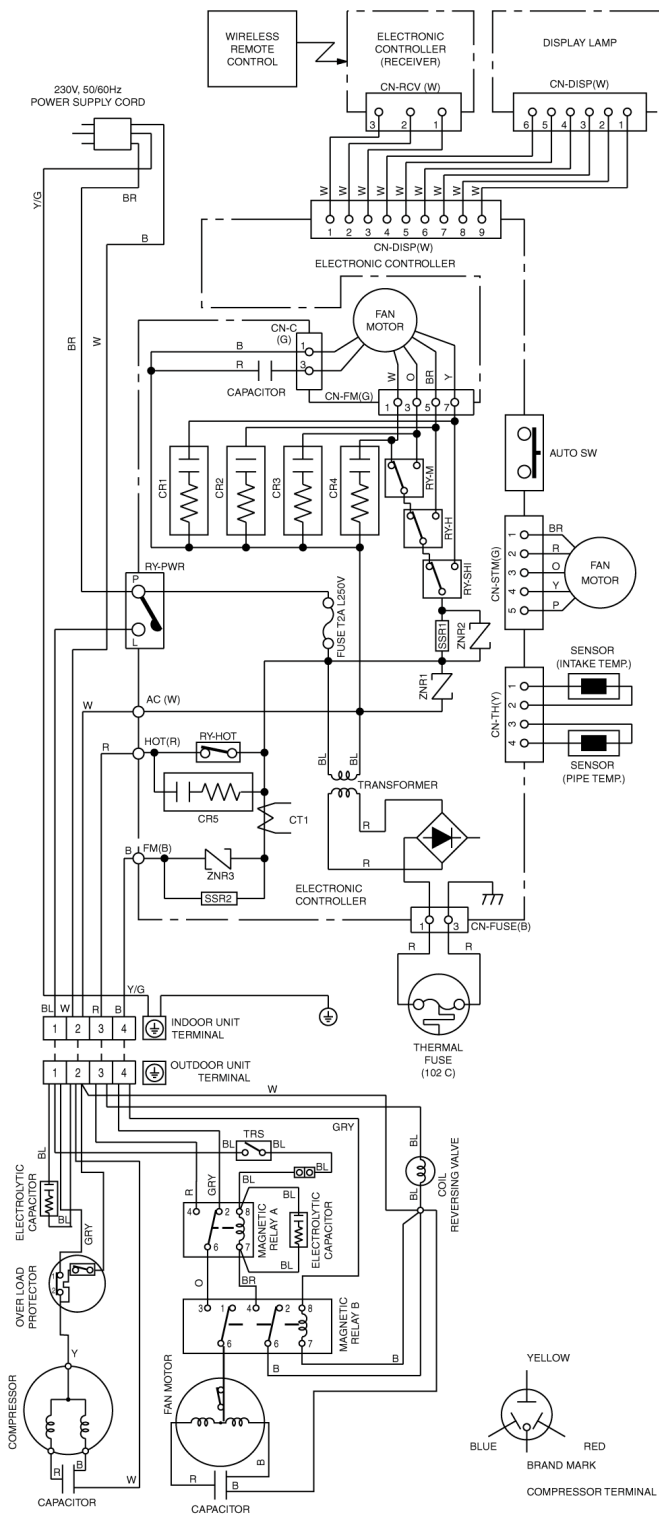 WIRELESS
REMOTE
CONTROL
ELECTRONIC
CONTROLLER
(RECEIVER)
CN-RCV (W)
3 2 1
DISPLAY LAMP
CN-DISP(W)
6 5 4 3 2 1
230V, 50/60Hz
POWER SUPPLY CORD
Y/G
BR
B
W W W W W W W W W
1 2 3 4 5 6 7 8 9
CN-DISP(W)
ELECTRONIC CONTROLLER
BR
W
CN-C
(G)
1
3
B
R
CAPACITOR
FAN
MOTOR
W O BR Y
CN-FM(G)
1 3 5 7
CR1
CR2
CR3
CR4
RY-M
RY-H
RY-SHI
AUTO SW
RY-PWR
P
L
FUSE T2A L250V
SSR1
ZNR2
ZNR1
CN-STM(G)
1 BR
2 R
3 O
4 Y
5 P
FAN
MOTOR
CN-TH(Y)
1
2
3
4
SENSOR
(INTAKE TEMP.)
SENSOR
(PIPE TEMP.)
W
AC (W)
R
HOT(R)
RY-HOT
CR5
CT1
BL BL
TRANSFORMER
R
R
B
FM(B)
ZNR3
SSR2
ELECTRONIC
CONTROLLER
1 3
CN-FUSE(B)
R R
THERMAL
FUSE
(102 C)
Y/G
BL W R B
1 2 3 4
INDOOR UNIT
TERMINAL
1 2 3 4
OUTDOOR UNIT
TERMINAL
W
GRY
BL
ELECTROLYTIC
CAPACITOR
BL
GRY
TRS
BL BL
BL
R
GRY
BL
BL
4 2 8
6 7
MAGNETIC
RELAY A
ELECTROLYTIC
CAPACITOR
BL
BL
BL
COIL
REVERSING VALVE
OVER LOAD
PROTECTOR
1
2
O
BR
3 1 4 2 8
6 6 7
MAGNETIC
RELAY B
B
B
B
Y
COMPRESSOR
R B
W
CAPACITOR
FAN MOTOR
R
B
B
CAPACITOR
YELLOW
BLUE
RED
BRAND MARK
COMPRESSOR TERMINAL